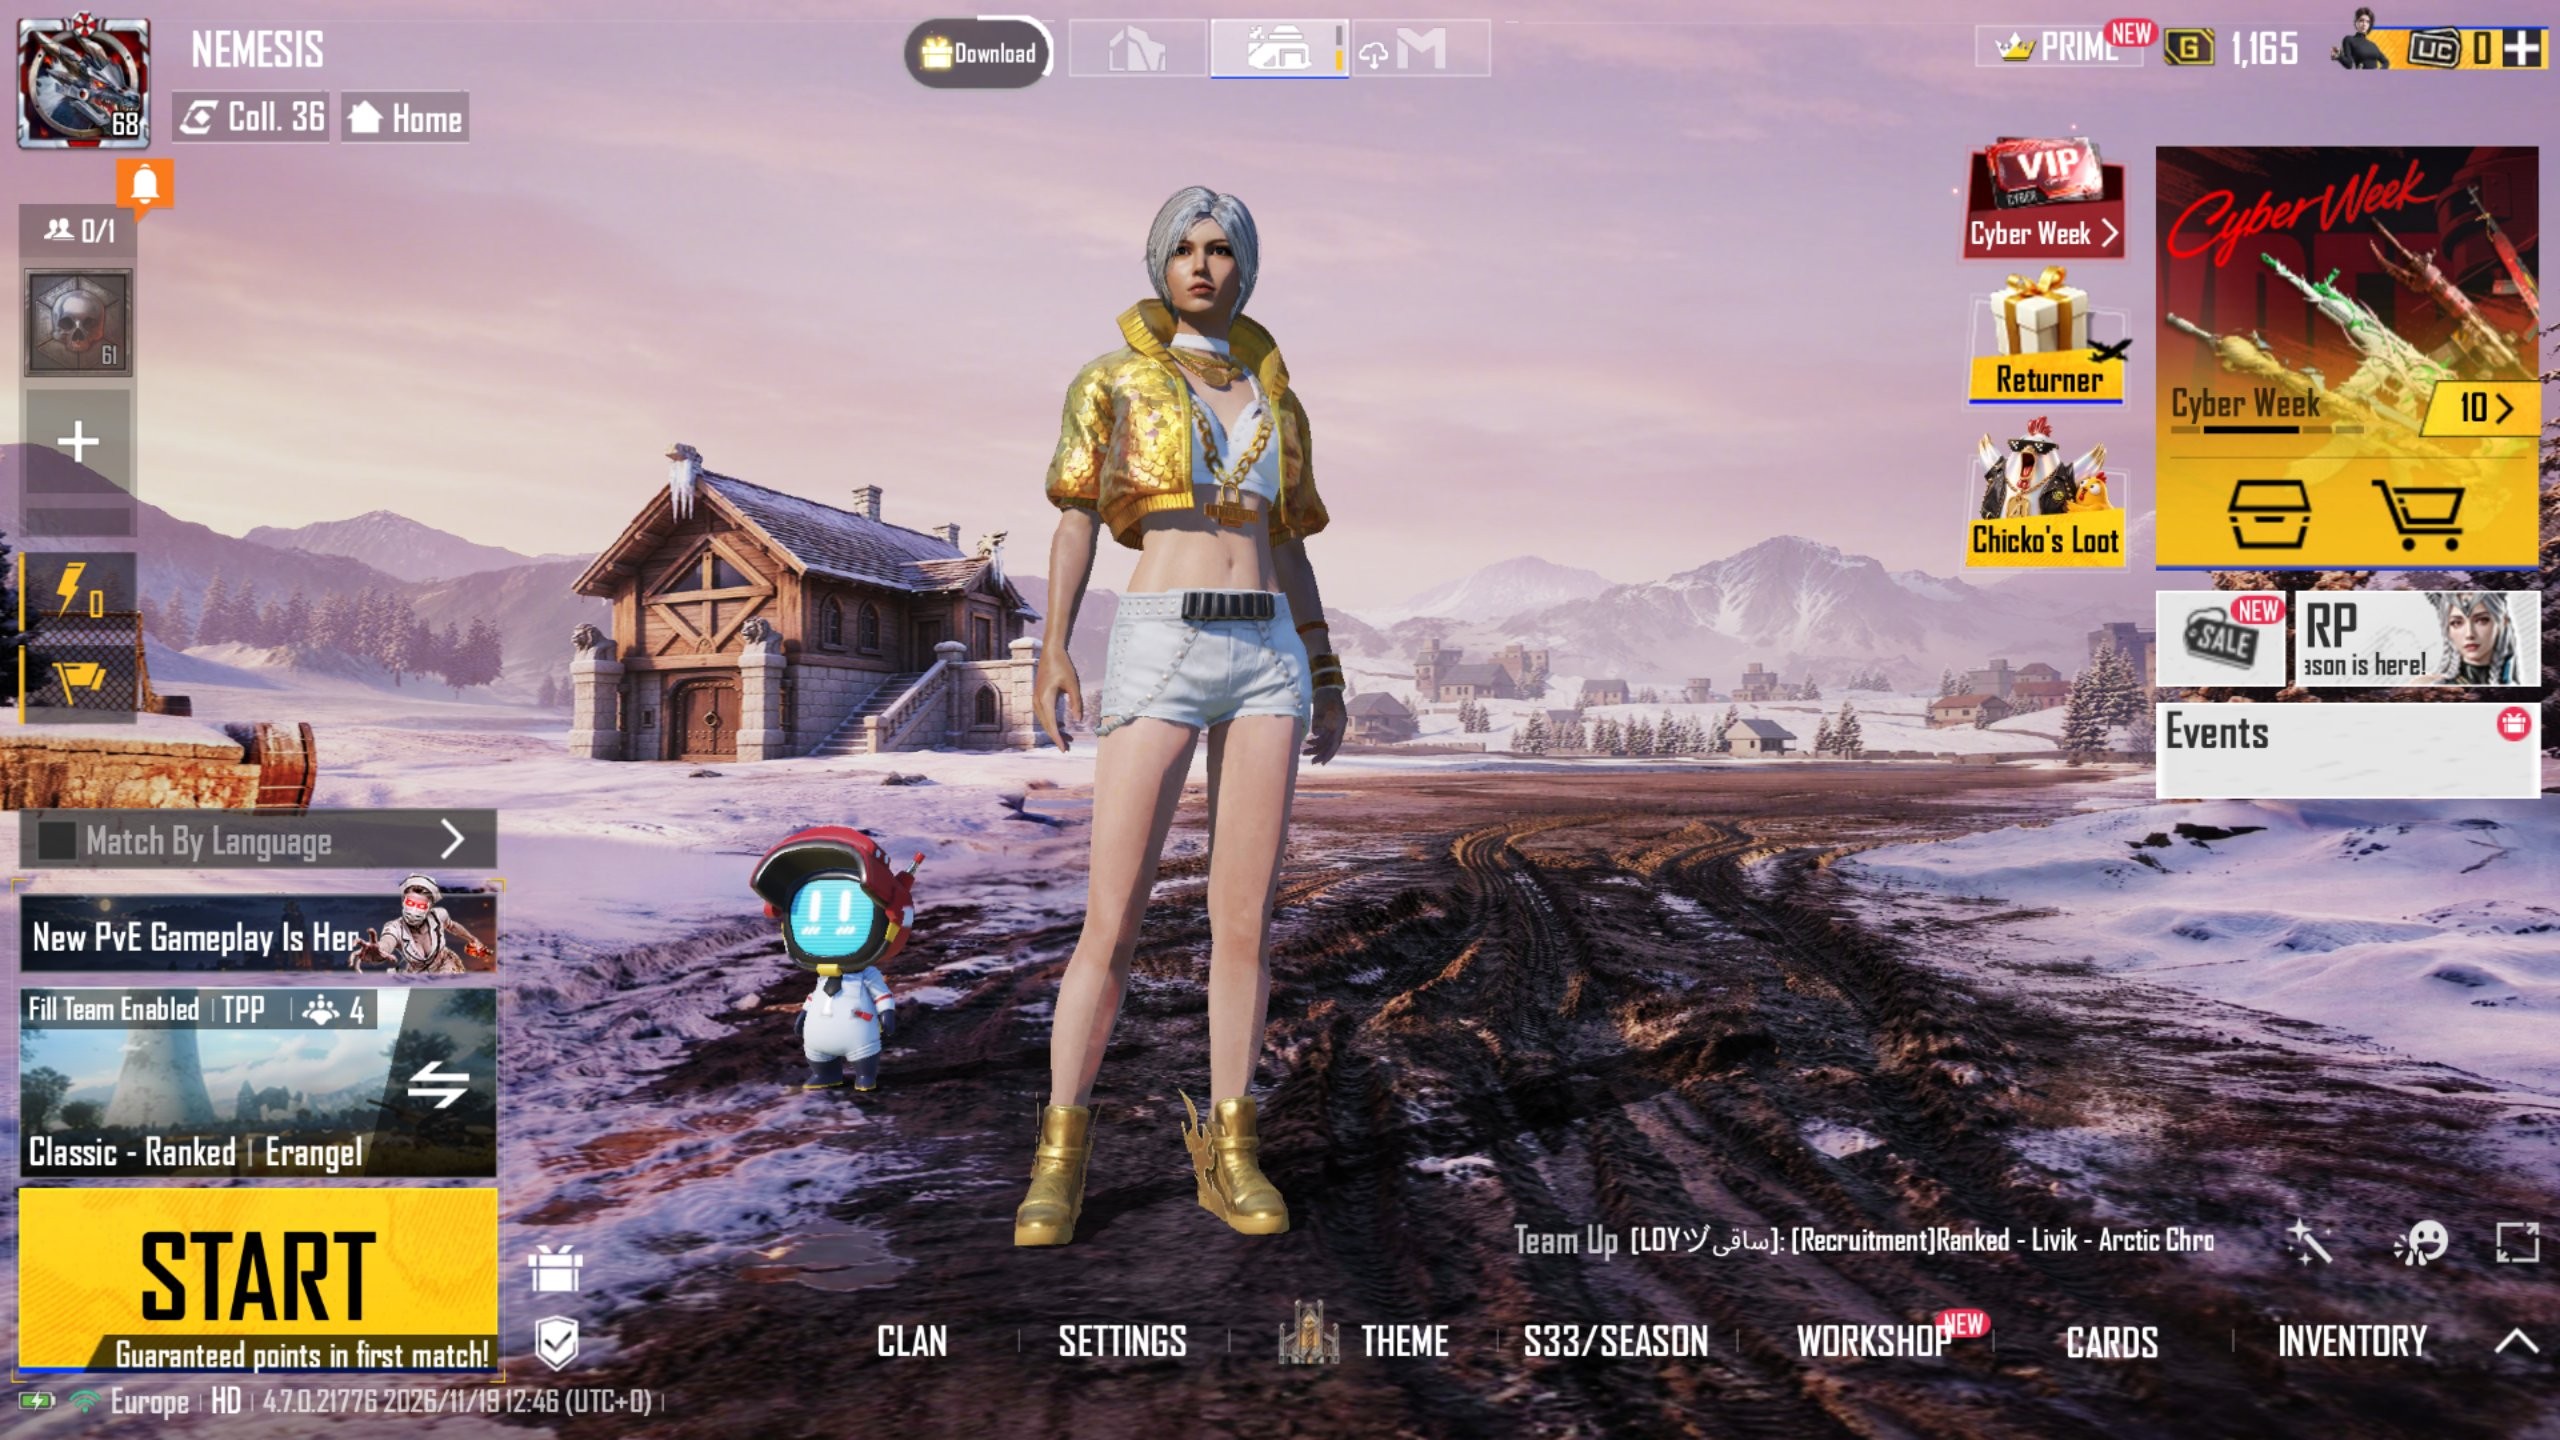 NEMESIS
68
Coll. 36
Home
Download
M
PRIME
NEW
G
1,165
UC
0
0/1
61
0
VIP
CYBER
Cyber Week
Returner
Chicko's Loot
Cyber Week
Cyber Week
10
SALE
NEW
RP
ason is here!
Events
Match By Language
New PvE Gameplay Is Her
Fill Team Enabled | TPP | 4
Classic - Ranked | Erangel
START
Guaranteed points in first match!
Team Up [LOYヅساقی]: [Recruitment]Ranked - Livik - Arctic Chro
CLAN
SETTINGS
THEME
S33/SEASON
WORKSHOP
NEW
CARDS
INVENTORY
Europe | HD | 4.7.0.21776 2026/11/19 12:46 (UTC+0) |